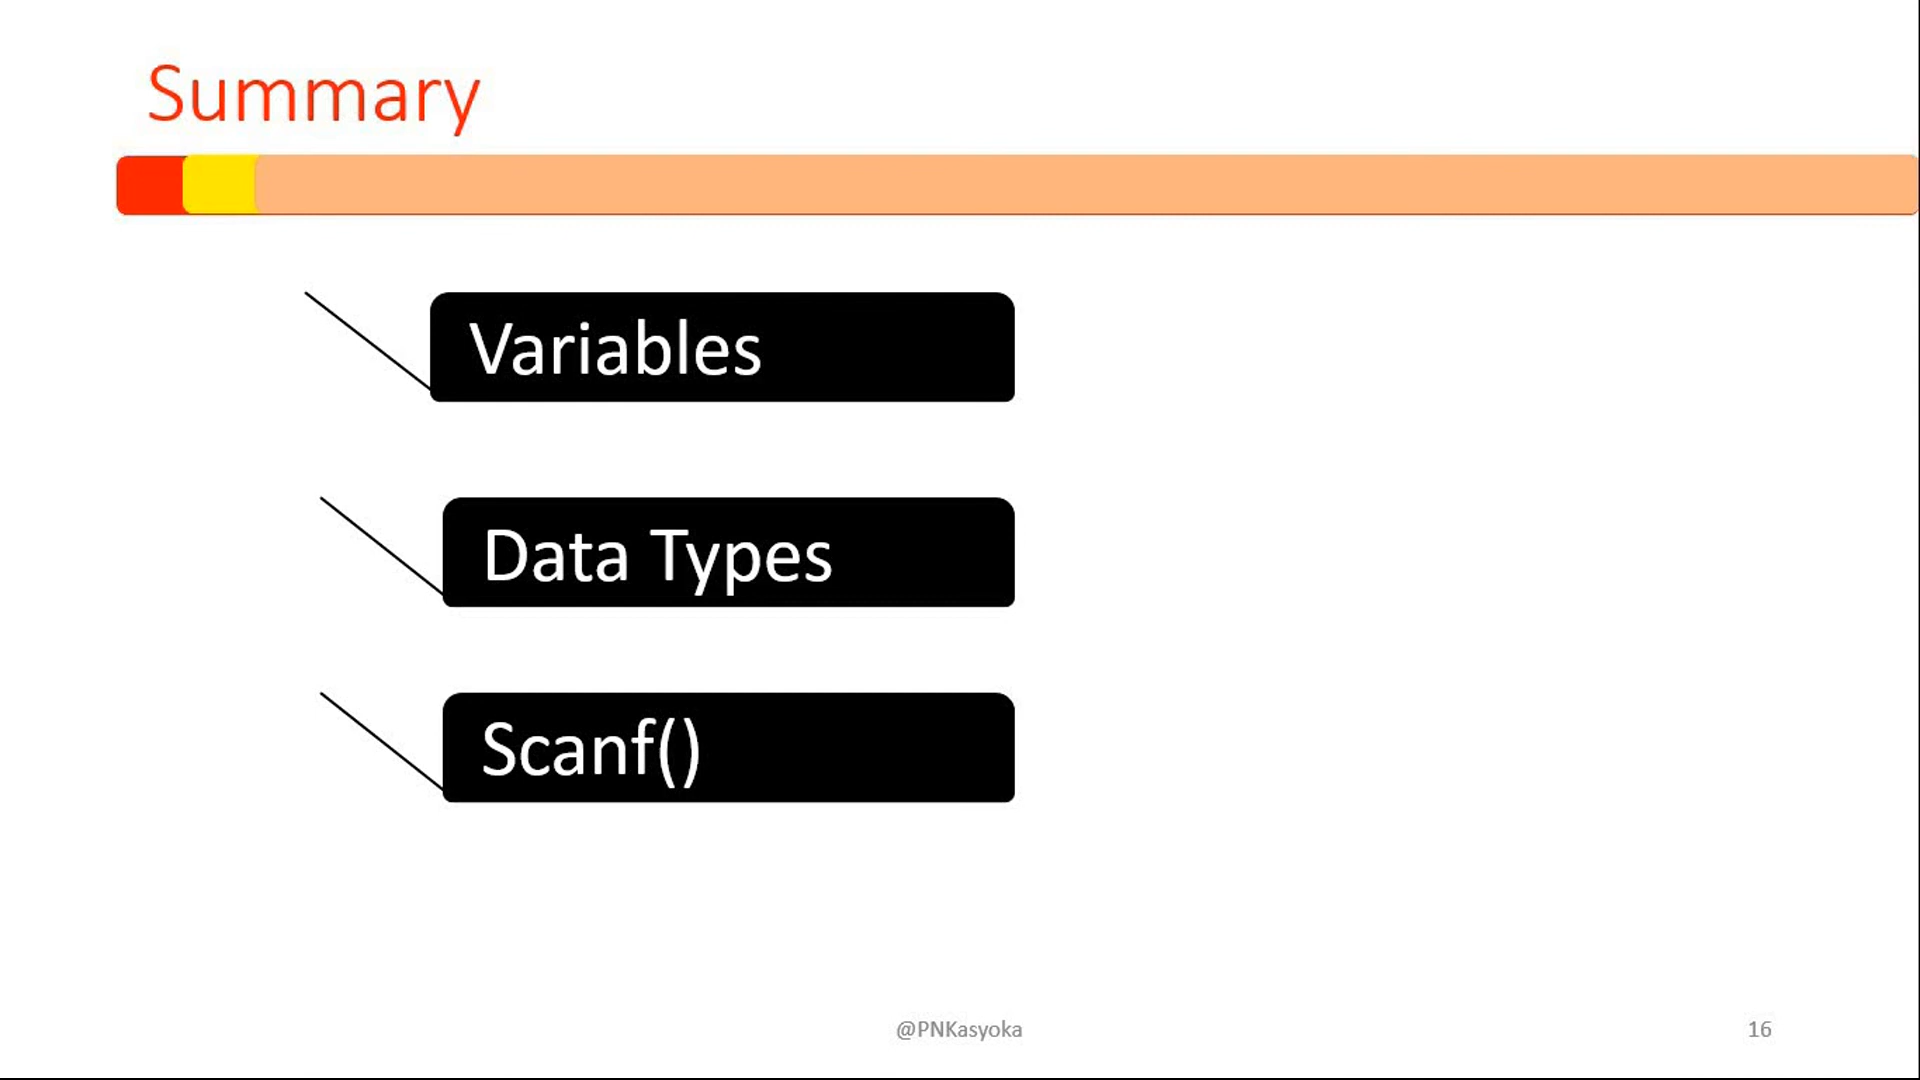 Summary
Variables
Data Types
Scanf()
@PNKasyoka
16